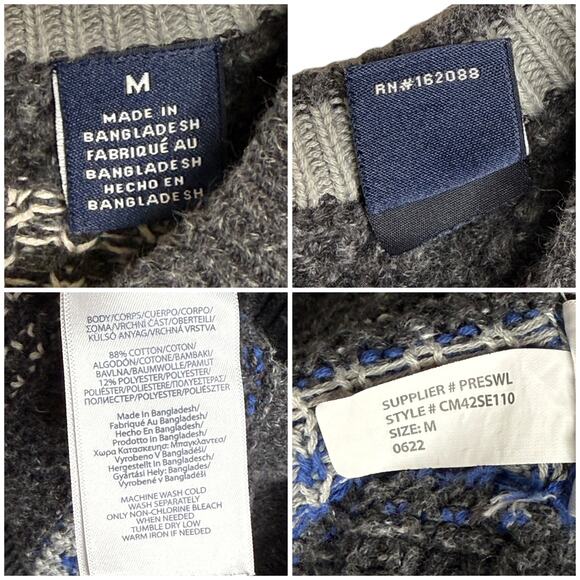 M
MADE IN
BANGLADESH
FABRIQUÉ AU
BANGLADESH
HECHO EN
BANGLADESH
RN#162088
BODY/CORPS/CUERPO/CORPO/
ΣΩΜΑ/VRCHNÍ ČÁST/OBERTEIL/
KÜLSŐ ANYAG/VRCHNÁ VRSTVA
88% COTTON/COTON/
ALGODÓN/COTONE/BAMBAKI/
BAVLNA/BAUMWOLLE/PAMUT
12% POLYESTER/POLYESTER/
POLIÉSTER/POLIESTERE/ΠΟΛΥΕΣΤΕΡΑΣ/
ПОЛИЕСТЕР/POLYESTER/POLIÉSZTER
Made in Bangladesh/
Fabriqué Au Bangladesh/
Hecho En Bangladesh/
Prodotto in Bangladesh/
Χωρα Κατασκευησ: Μπαγκλαντεσ/
Vyrobeno V Bangladéši/
Hergestellt in Bangladesch/
Gyártási Hely: Banglades/
Vyrobené v Bangladéši/
MACHINE WASH COLD
WASH SEPARATELY
ONLY NON-CHLORINE BLEACH
WHEN NEEDED
TUMBLE DRY LOW
WARM IRON IF NEEDED
SUPPLIER # PRESWL
STYLE # CM42SE110
SIZE: M
0622